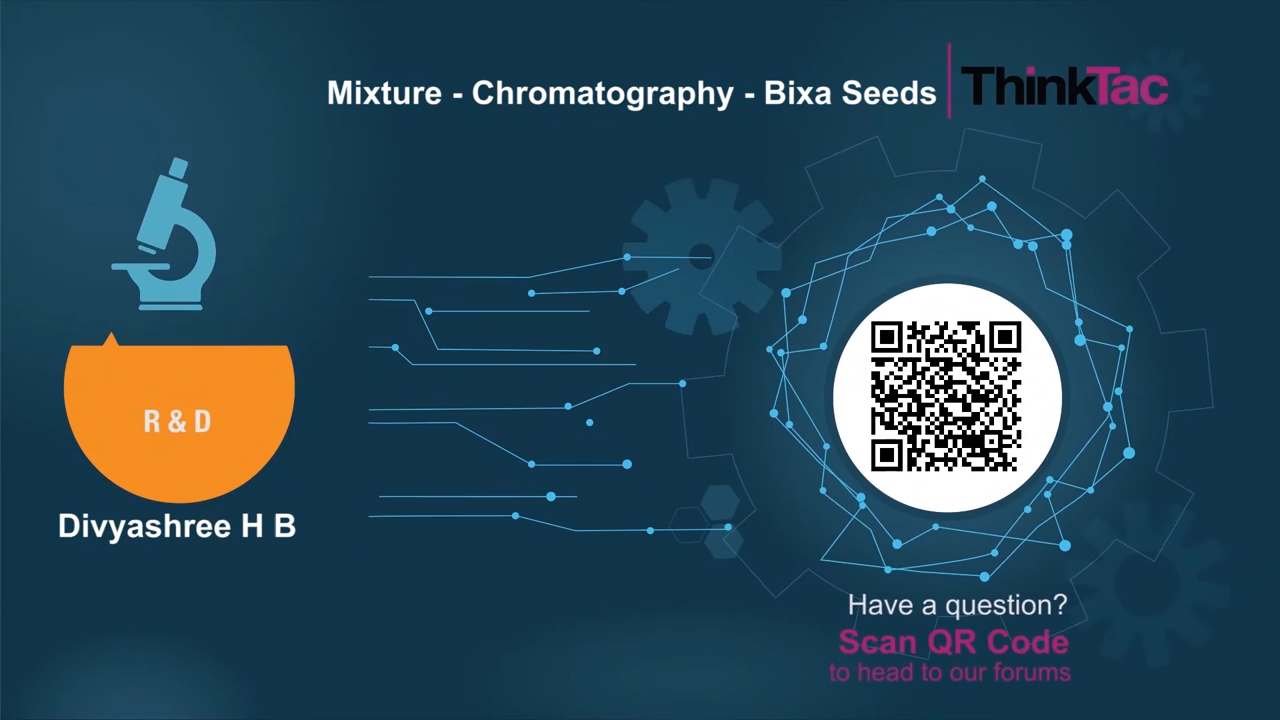 Mixture - Chromatography - Bixa Seeds
ThinkTac
R & D
Divyashree H B
Have a question?
Scan QR Code
to head to our forums